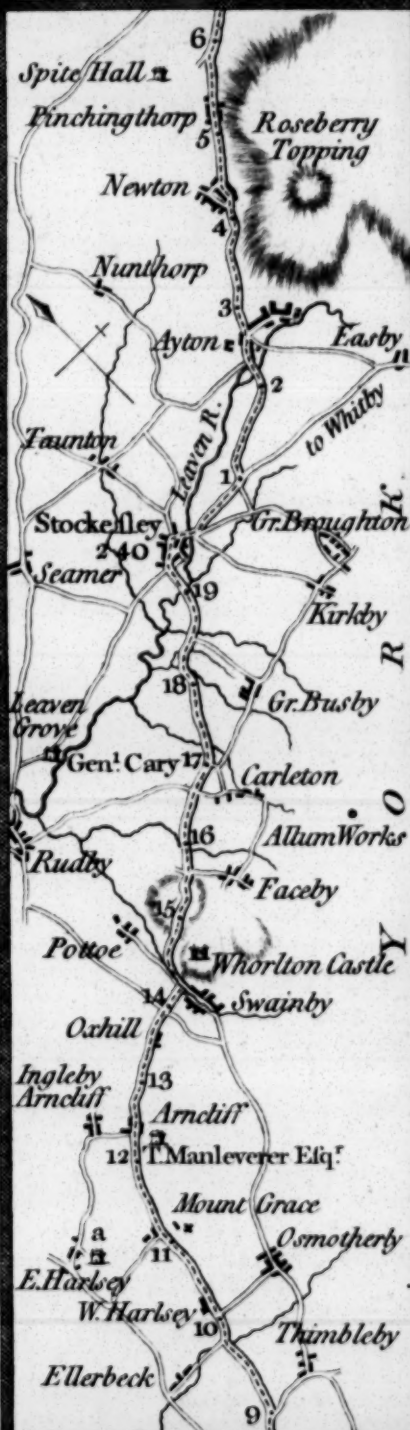 6
Spite Hall
Pinchingthorp
5
Roseberry
Topping
Newton
4
Nunthorp
3
Ayton
Easby
2
to Whitby
Taunton
Leaven R.
1
Stockeſley
240
Gr. Broughton
Seamer
19
Kirkby
18
Gr. Busby
Leaven
Grove
Gen.l Cary
17
Carleton
16
Allum Works
Rudby
Faceby
15
Pottoe
Whorlton Castle
14
Swainby
Oxhill
13
Ingleby
Arncliff
Arncliff
12
T. Manleverer Eſq.r
Mount Grace
a
11
Osmotherly
E. Harlsey
W. Harlsey
10
Thimbleby
Ellerbeck
9
Y O R K